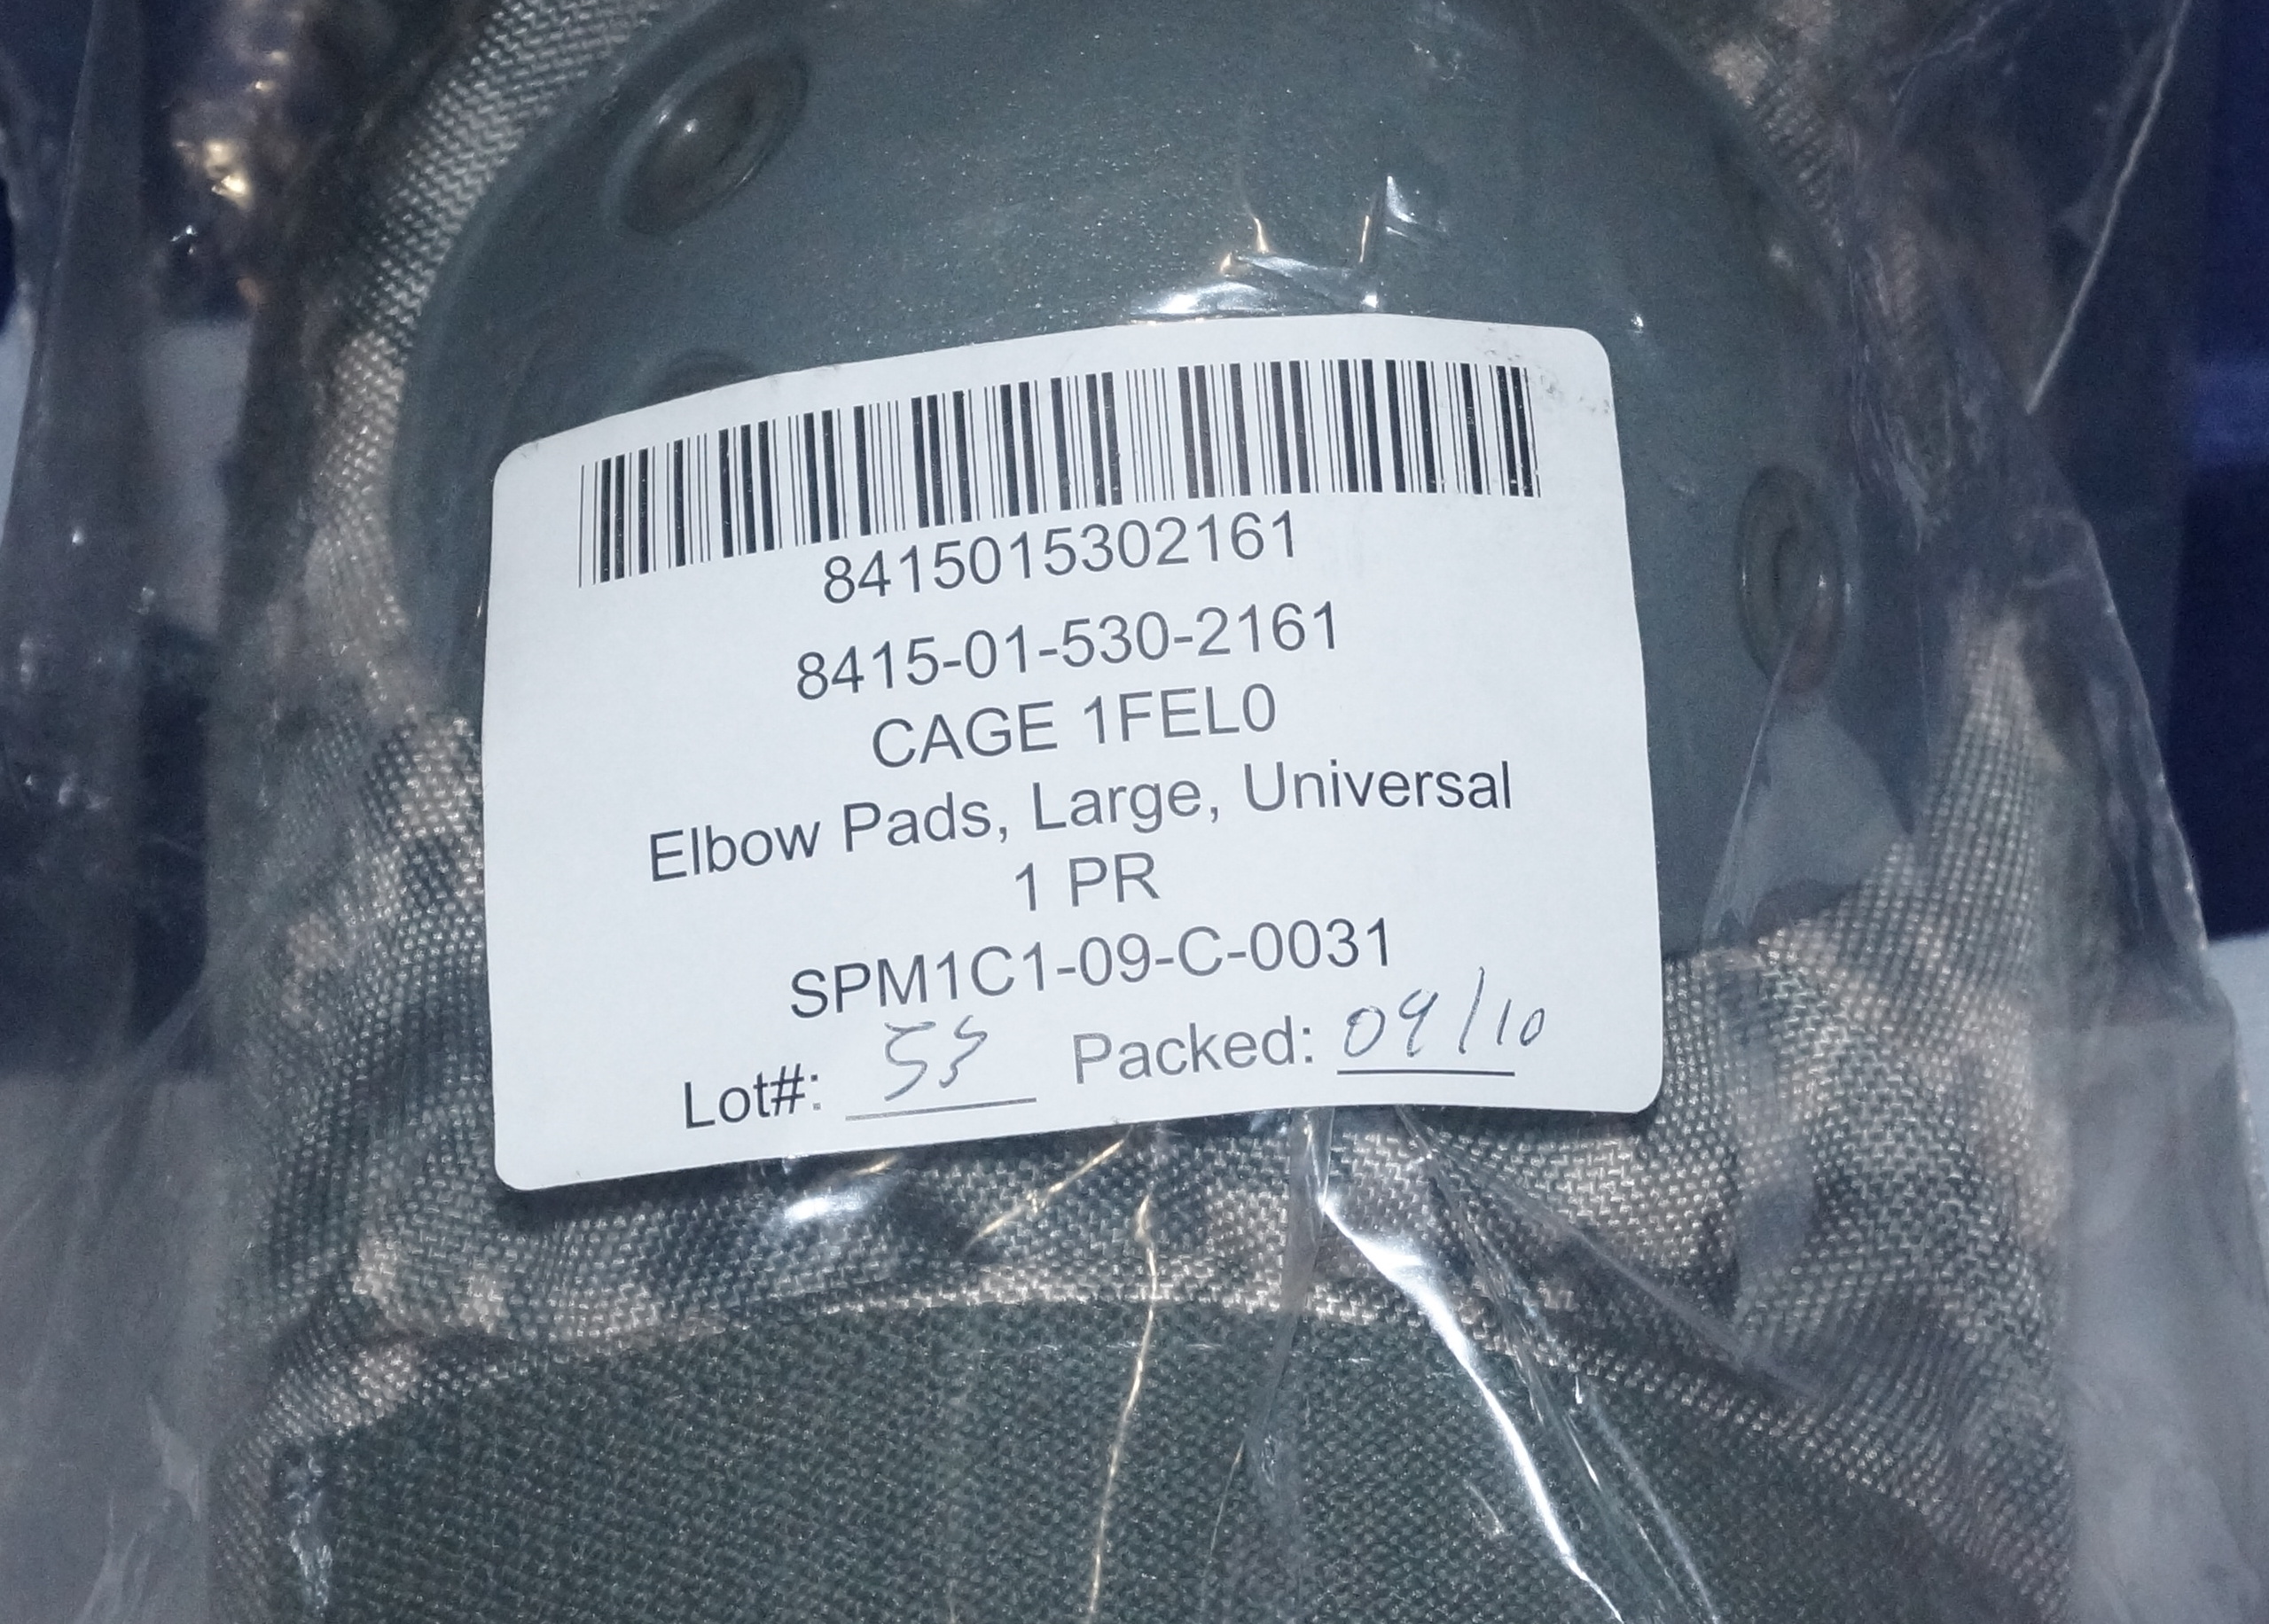 8415015302161
8415-01-530-2161
CAGE 1FEL0
Elbow Pads, Large, Universal
1 PR
SPM1C1-09-C-0031
Lot#: 53 Packed: 09/10